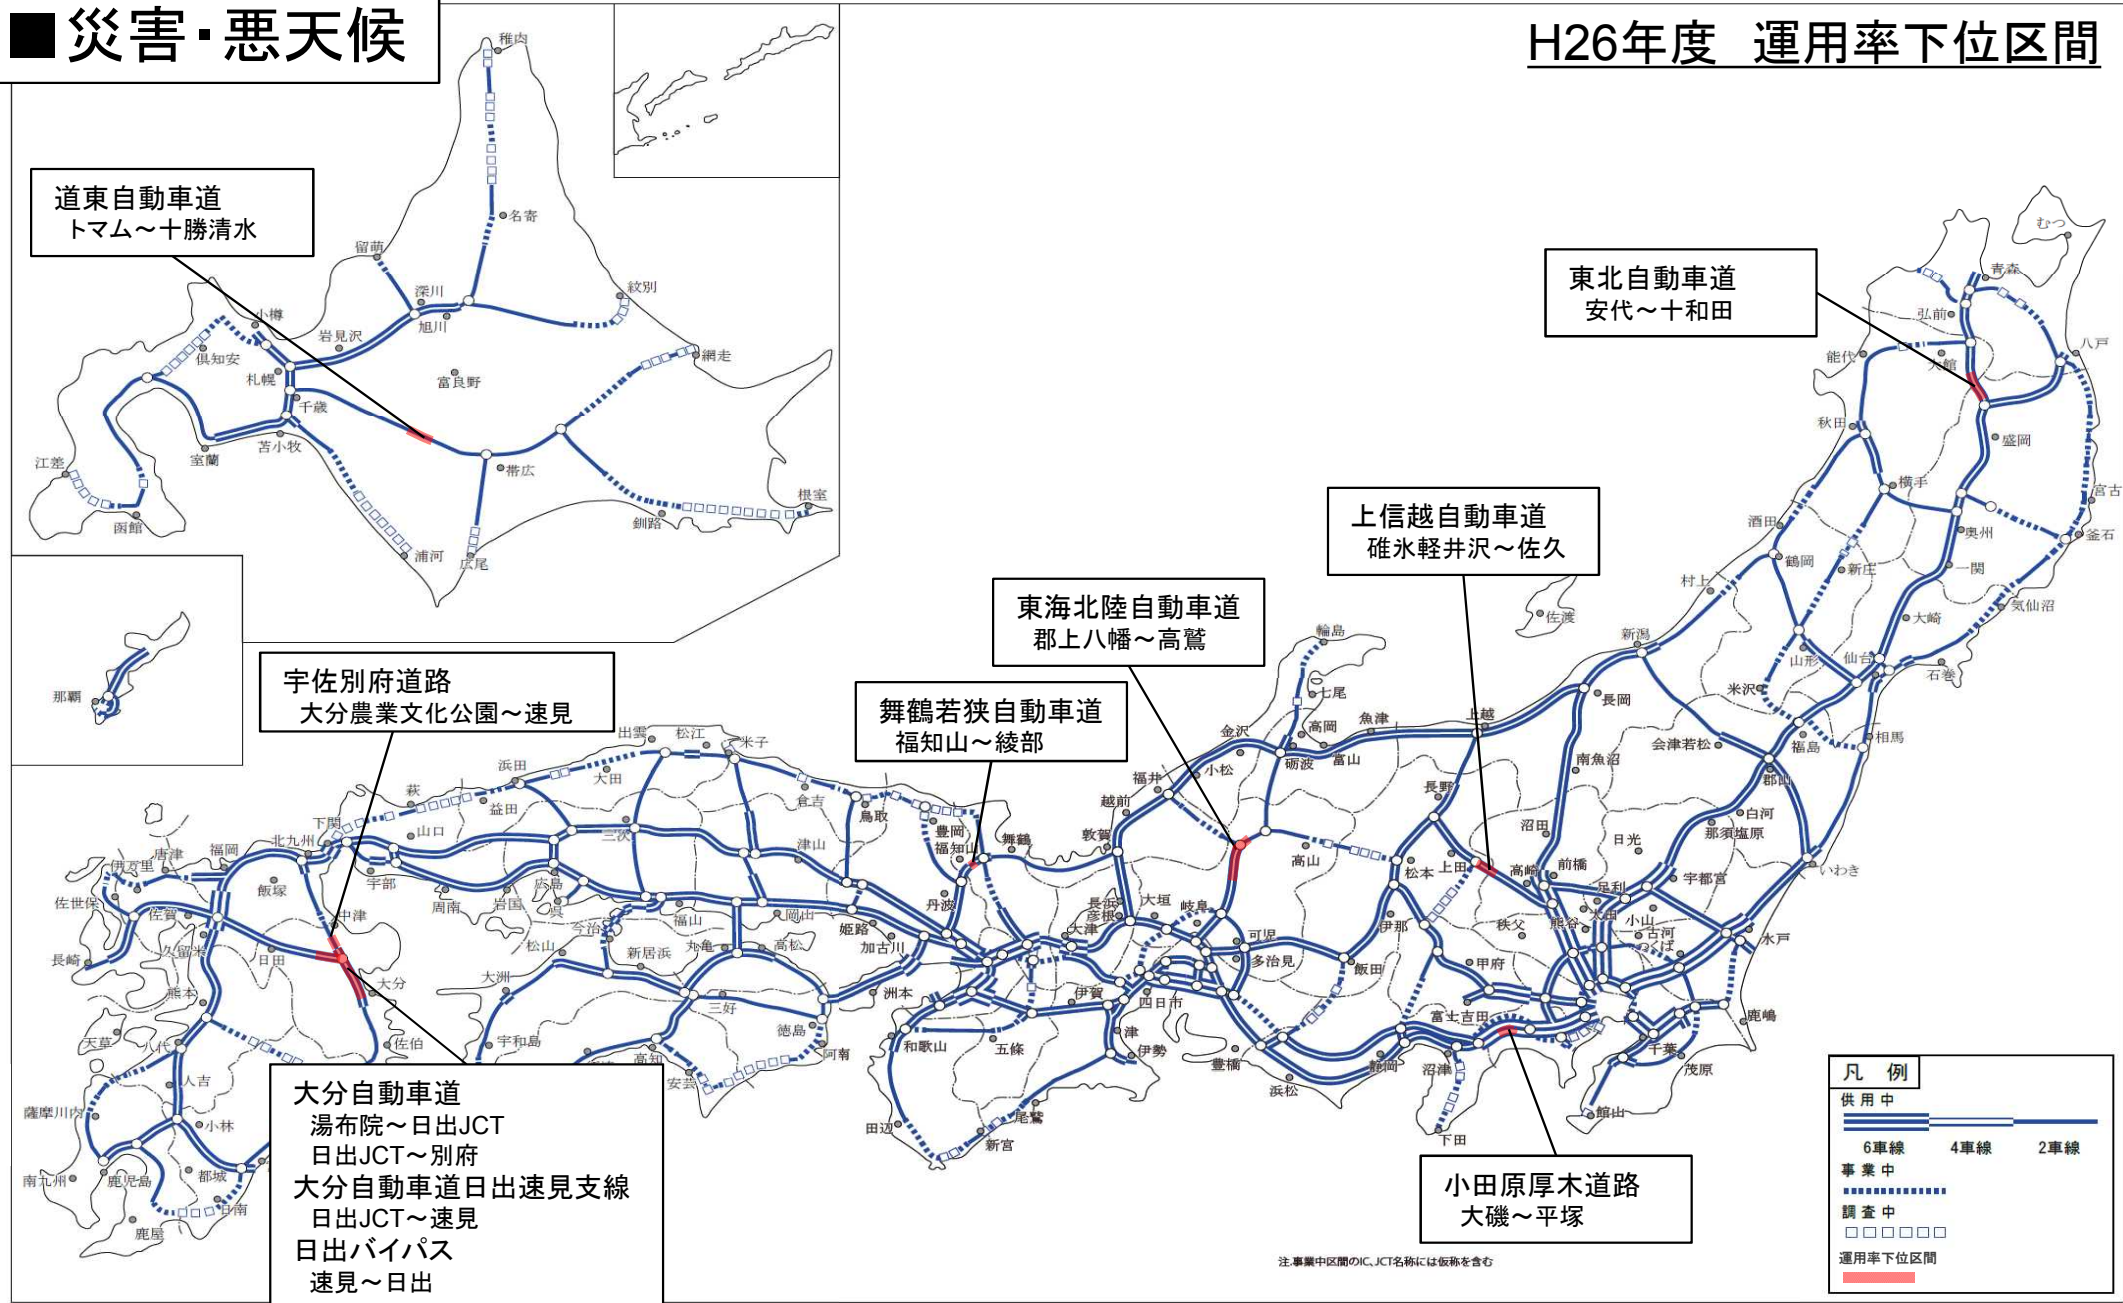 ■災害・悪天候
H26年度　運用率下位区間
道東自動車道
トマム～十勝清水
東北自動車道
安代～十和田
上信越自動車道
碓氷軽井沢～佐久
東海北陸自動車道
郡上八幡～高鷲
舞鶴若狭自動車道
福知山～綾部
宇佐別府道路
大分農業文化公園～速見
大分自動車道
湯布院～日出JCT
日出JCT～別府
大分自動車道日出速見支線
日出JCT～速見
日出バイパス
速見～日出
小田原厚木道路
大磯～平塚
稚内
名寄
留萌
深川
旭川
紋別
小樽
岩見沢
倶知安
札幌
富良野
網走
千歳
苫小牧
室蘭
江差
函館
帯広
釧路
根室
浦河
広尾
那覇
むつ
青森
弘前
八戸
能代
大館
秋田
盛岡
横手
宮古
酒田
奥州
釜石
鶴岡
新庄
一関
村上
気仙沼
大崎
佐渡
新潟
山形
仙台
石巻
米沢
長岡
相馬
福島
会津若松
南魚沼
郡山
白河
那須塩原
いわき
輪島
七尾
高岡
魚津
上越
金沢
砺波
富山
小松
福井
越前
長野
沼田
日光
敦賀
高山
松本
上田
高崎
前橋
足利
宇都宮
太田
小山
熊谷
古河
つくば
水戸
秩父
伊那
甲府
飯田
富士吉田
鹿嶋
千葉
茂原
館山
沼津
静岡
下田
浜松
豊橋
可児
多治見
岐阜
大垣
長浜
彦根
大津
四日市
伊賀
津
伊勢
尾鷲
新宮
田辺
五條
和歌山
洲本
加古川
姫路
丹波
福知山
舞鶴
豊岡
鳥取
倉吉
米子
松江
出雲
大田
浜田
益田
萩
山口
下関
北九州
宇部
周南
岩国
広島
呉
三次
津山
岡山
福山
今治
松山
新居浜
丸亀
高松
大洲
三好
徳島
阿南
宇和島
高知
安芸
福岡
唐津
伊万里
飯塚
佐世保
佐賀
中津
久留米
日田
長崎
大分
熊本
佐伯
天草
八代
人吉
薩摩川内
小林
都城
南九州
鹿児島
日南
鹿屋
凡 例
供用中
6車線 4車線 2車線
事業中
調査中
運用率下位区間
注.事業中区間のIC、JCT名称には仮称を含む